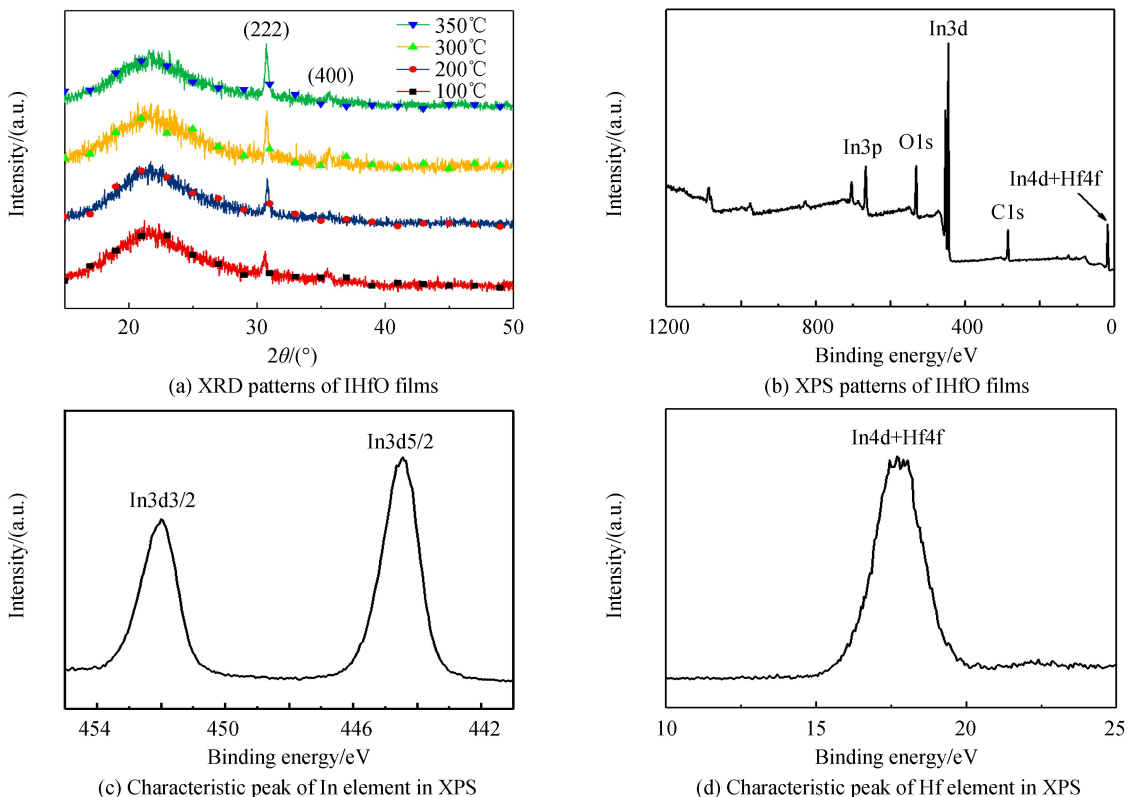 Intensity/(a.u.)
(222)
(400)
350℃
300℃
200℃
100℃
20
30
40
50
2θ/(°)
(a) XRD patterns of IHfO films
Intensity/(a.u.)
In3d
In3p
O1s
In4d+Hf4f
C1s
1200
800
400
0
Binding energy/eV
(b) XPS patterns of IHfO films
Intensity/(a.u.)
In3d5/2
In3d3/2
454
450
446
442
Binding energy/eV
(c) Characteristic peak of In element in XPS
Intensity/(a.u.)
In4d+Hf4f
10
15
20
25
Binding energy/eV
(d) Characteristic peak of Hf element in XPS